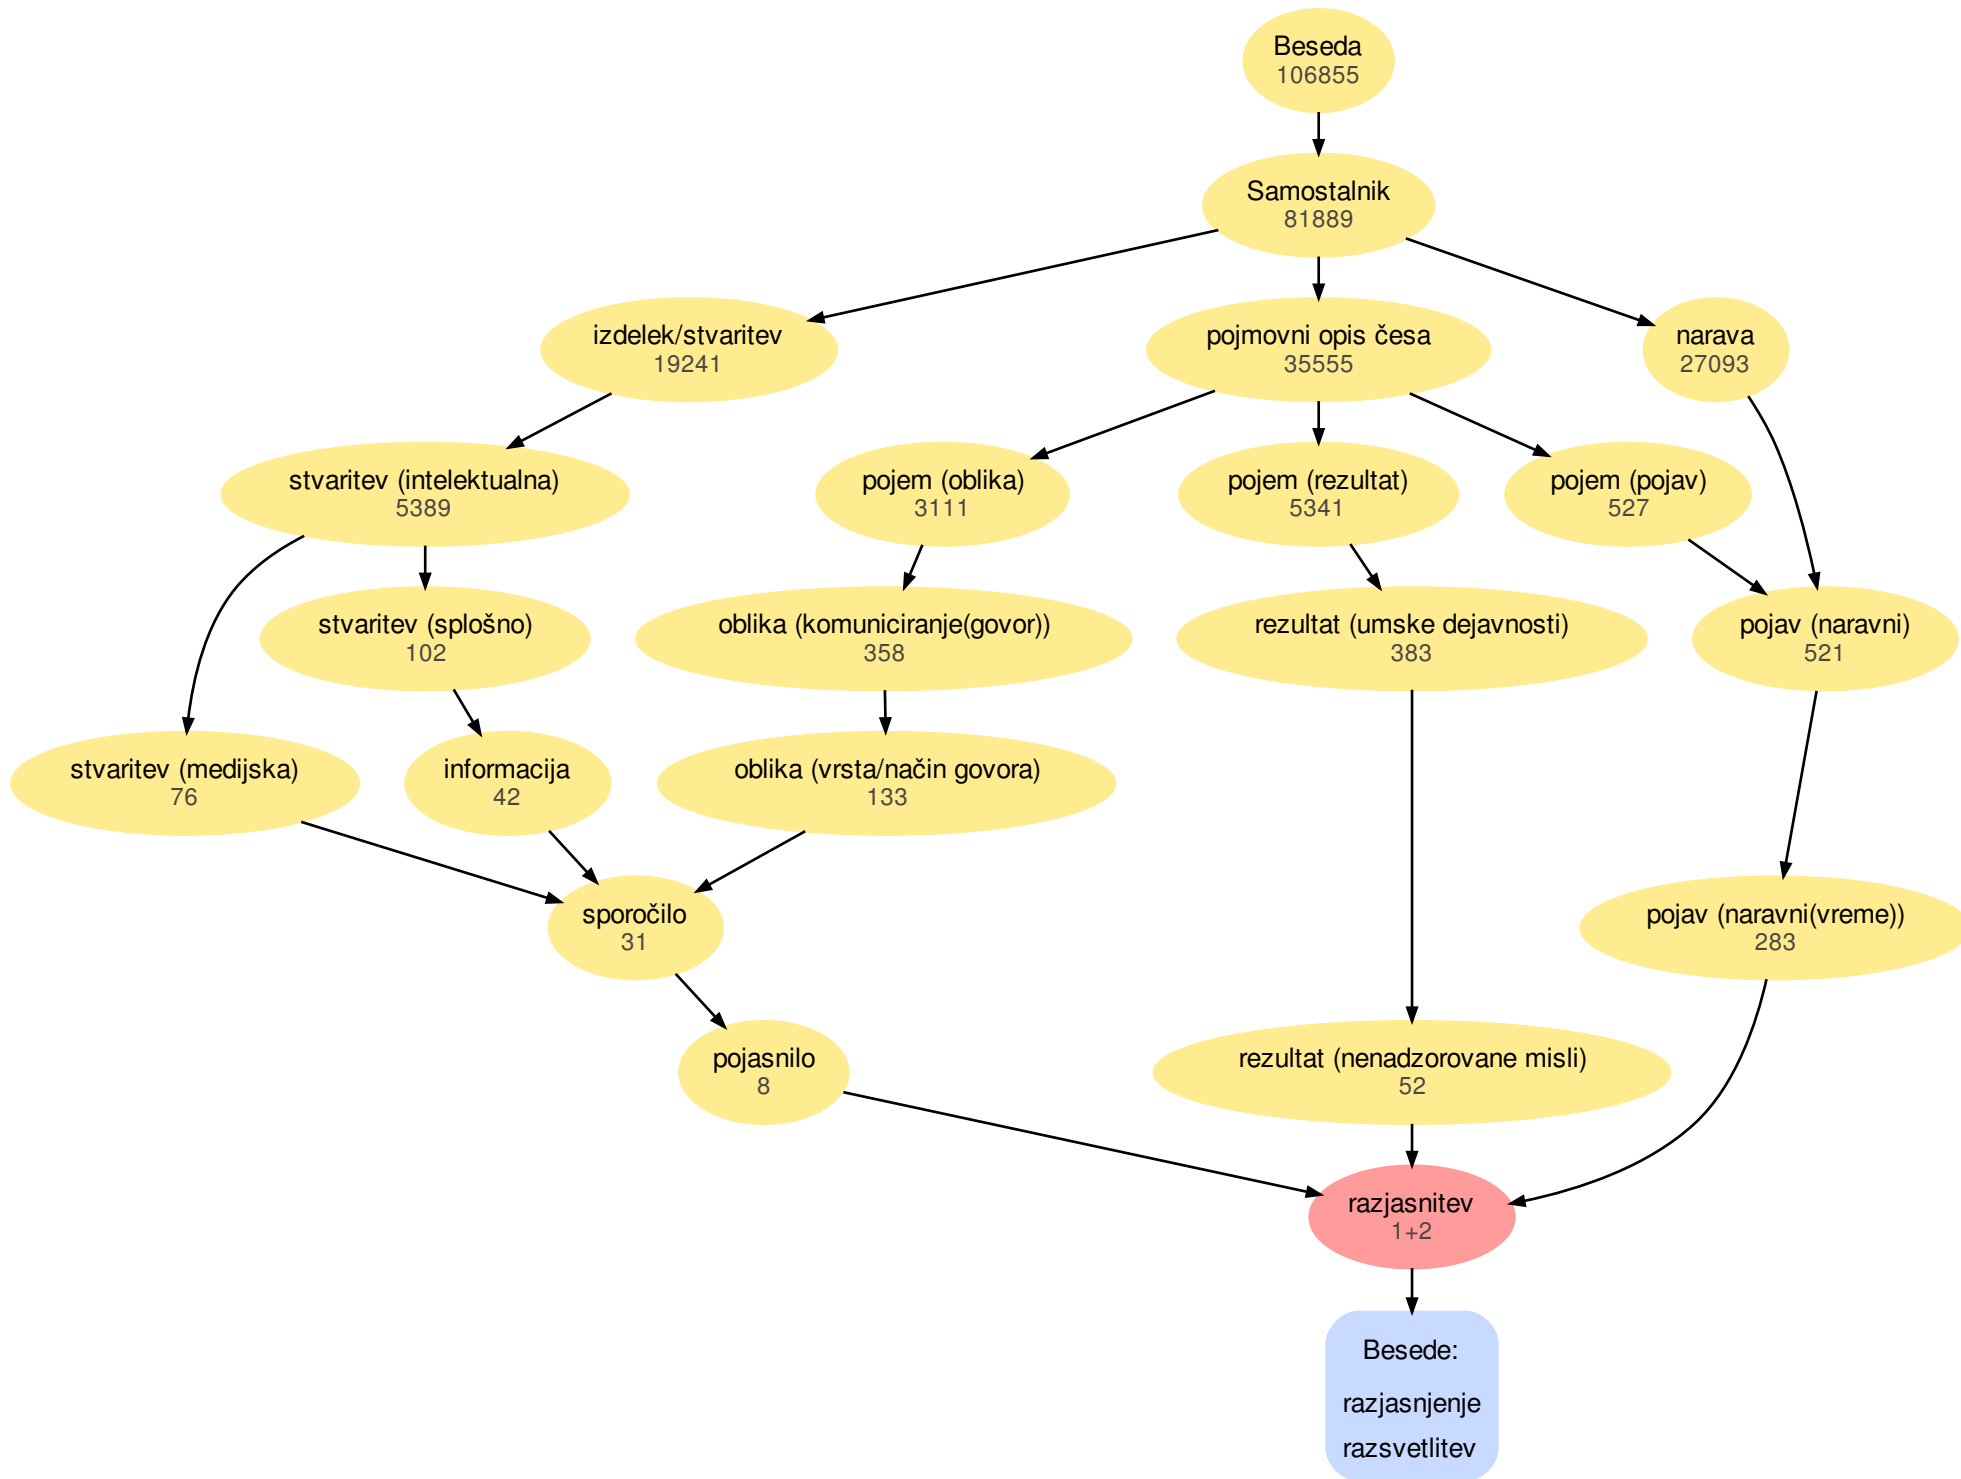 Beseda
106855
Samostalnik
81889
izdelek/stvaritev
19241
pojmovni opis česa
35555
narava
27093
stvaritev (intelektualna)
5389
pojem (oblika)
3111
pojem (rezultat)
5341
pojem (pojav)
527
stvaritev (splošno)
102
oblika (komuniciranje(govor))
358
rezultat (umske dejavnosti)
383
pojav (naravni)
521
stvaritev (medijska)
76
informacija
42
oblika (vrsta/način govora)
133
sporočilo
31
pojav (naravni(vreme))
283
pojasnilo
8
rezultat (nenadzorovane misli)
52
razjasnitev
1+2
Besede:
razjasnjenje
razsvetlitev